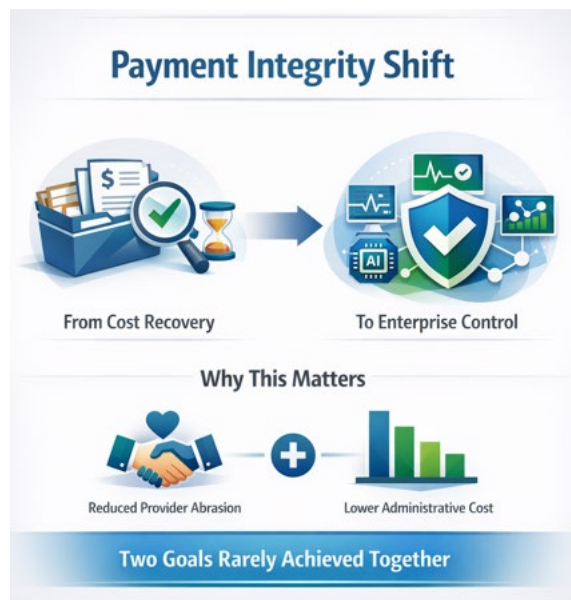 Payment Integrity Shift
$
AI
From Cost Recovery
To Enterprise Control
Why This Matters
Reduced Provider Abrasion
Lower Administrative Cost
Two Goals Rarely Achieved Together